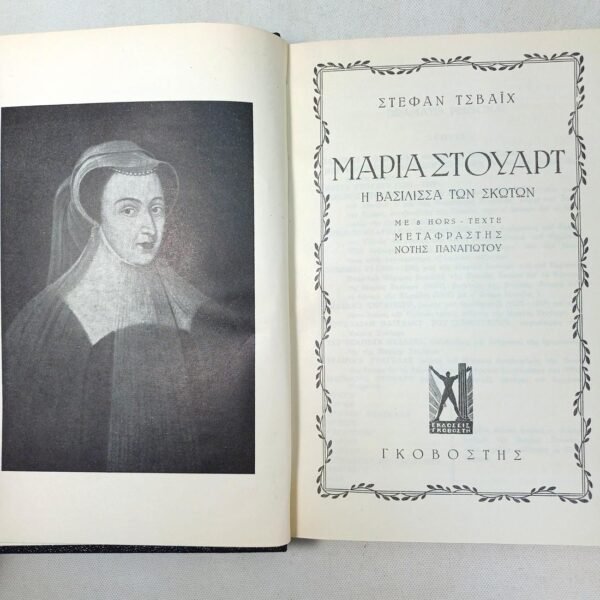 ΣΤΕΦΑΝ ΤΣΒΑΪΧ
ΜΑΡΙΑ ΣΤΟΥΑΡΤ
Η ΒΑΣΙΛΙΣΣΑ ΤΩΝ ΣΚΩΤΩΝ
ΜΕ 8 HORS - TEXTE
ΜΕΤΑΦΡΑΣΤΗΣ
ΝΟΤΗΣ ΠΑΝΑΓΙΩΤΟΥ
ΕΚΔΟΣΕΙΣ
ΓΚΟΒΟΣΤΗ
ΓΚΟΒΟΣΤΗΣ